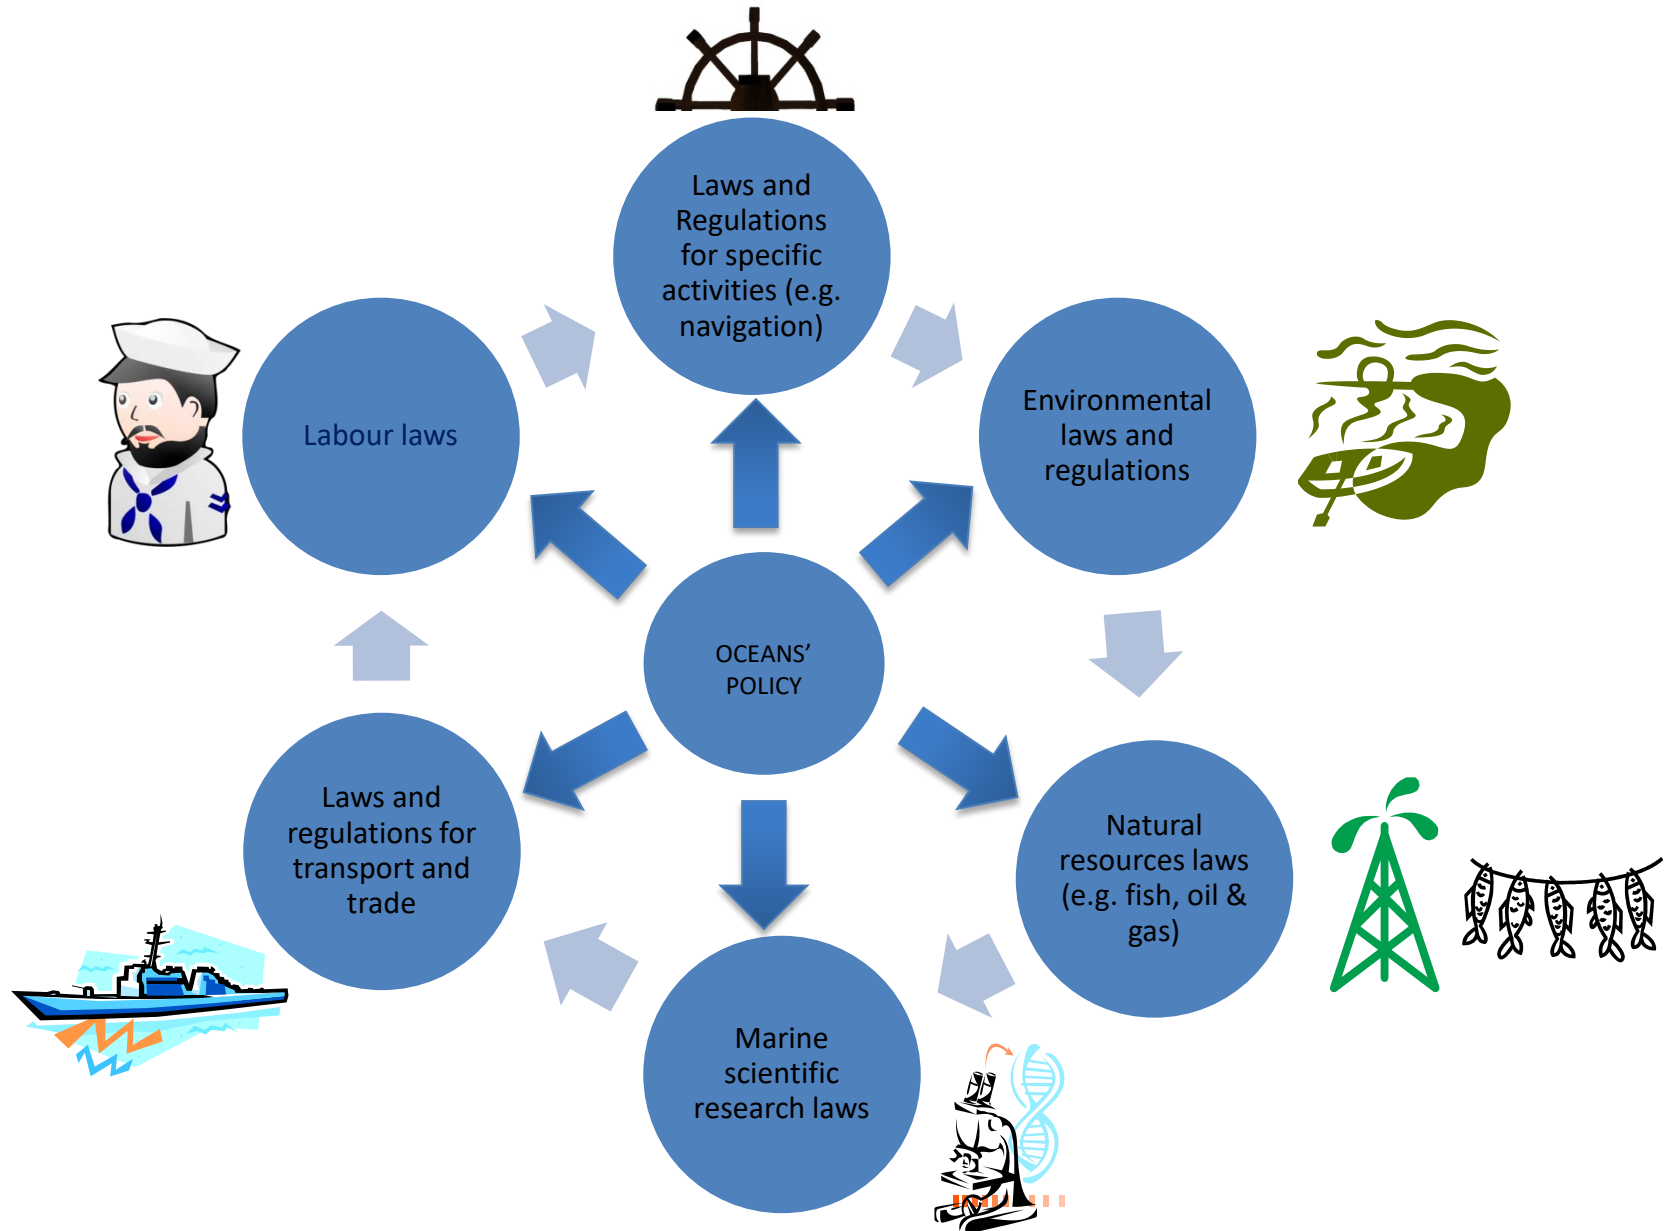 Laws and
Regulations
for specific
activities (e.g.
navigation)
Environmental
laws and
regulations
Labour laws
OCEANS’
POLICY
Laws and
regulations for
transport and
trade
Natural
resources laws
(e.g. fish, oil &
gas)
Marine
scientific
research laws